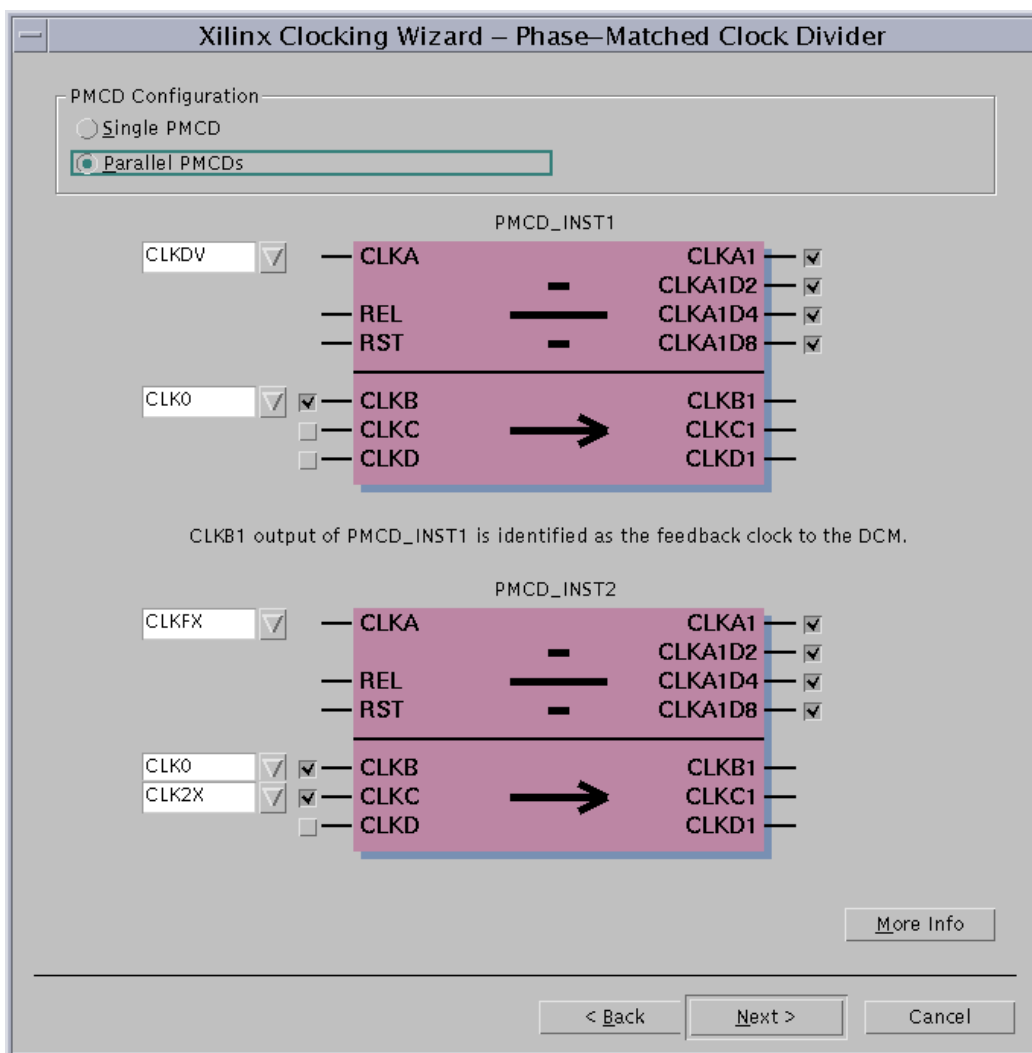 Xilinx Clocking Wizard – Phase–Matched Clock Divider
PMCD Configuration
Single PMCD
Parallel PMCDs
PMCD_INST1
CLKDV CLKA CLKA1
CLKA1D2
REL CLKA1D4
RST CLKA1D8
CLK0 CLKB CLKB1
CLKC CLKC1
CLKD CLKD1
CLKB1 output of PMCD_INST1 is identified as the feedback clock to the DCM.
PMCD_INST2
CLKFX CLKA CLKA1
CLKA1D2
REL CLKA1D4
RST CLKA1D8
CLK0 CLKB CLKB1
CLK2X CLKC CLKC1
CLKD CLKD1
More Info
< Back Next > Cancel